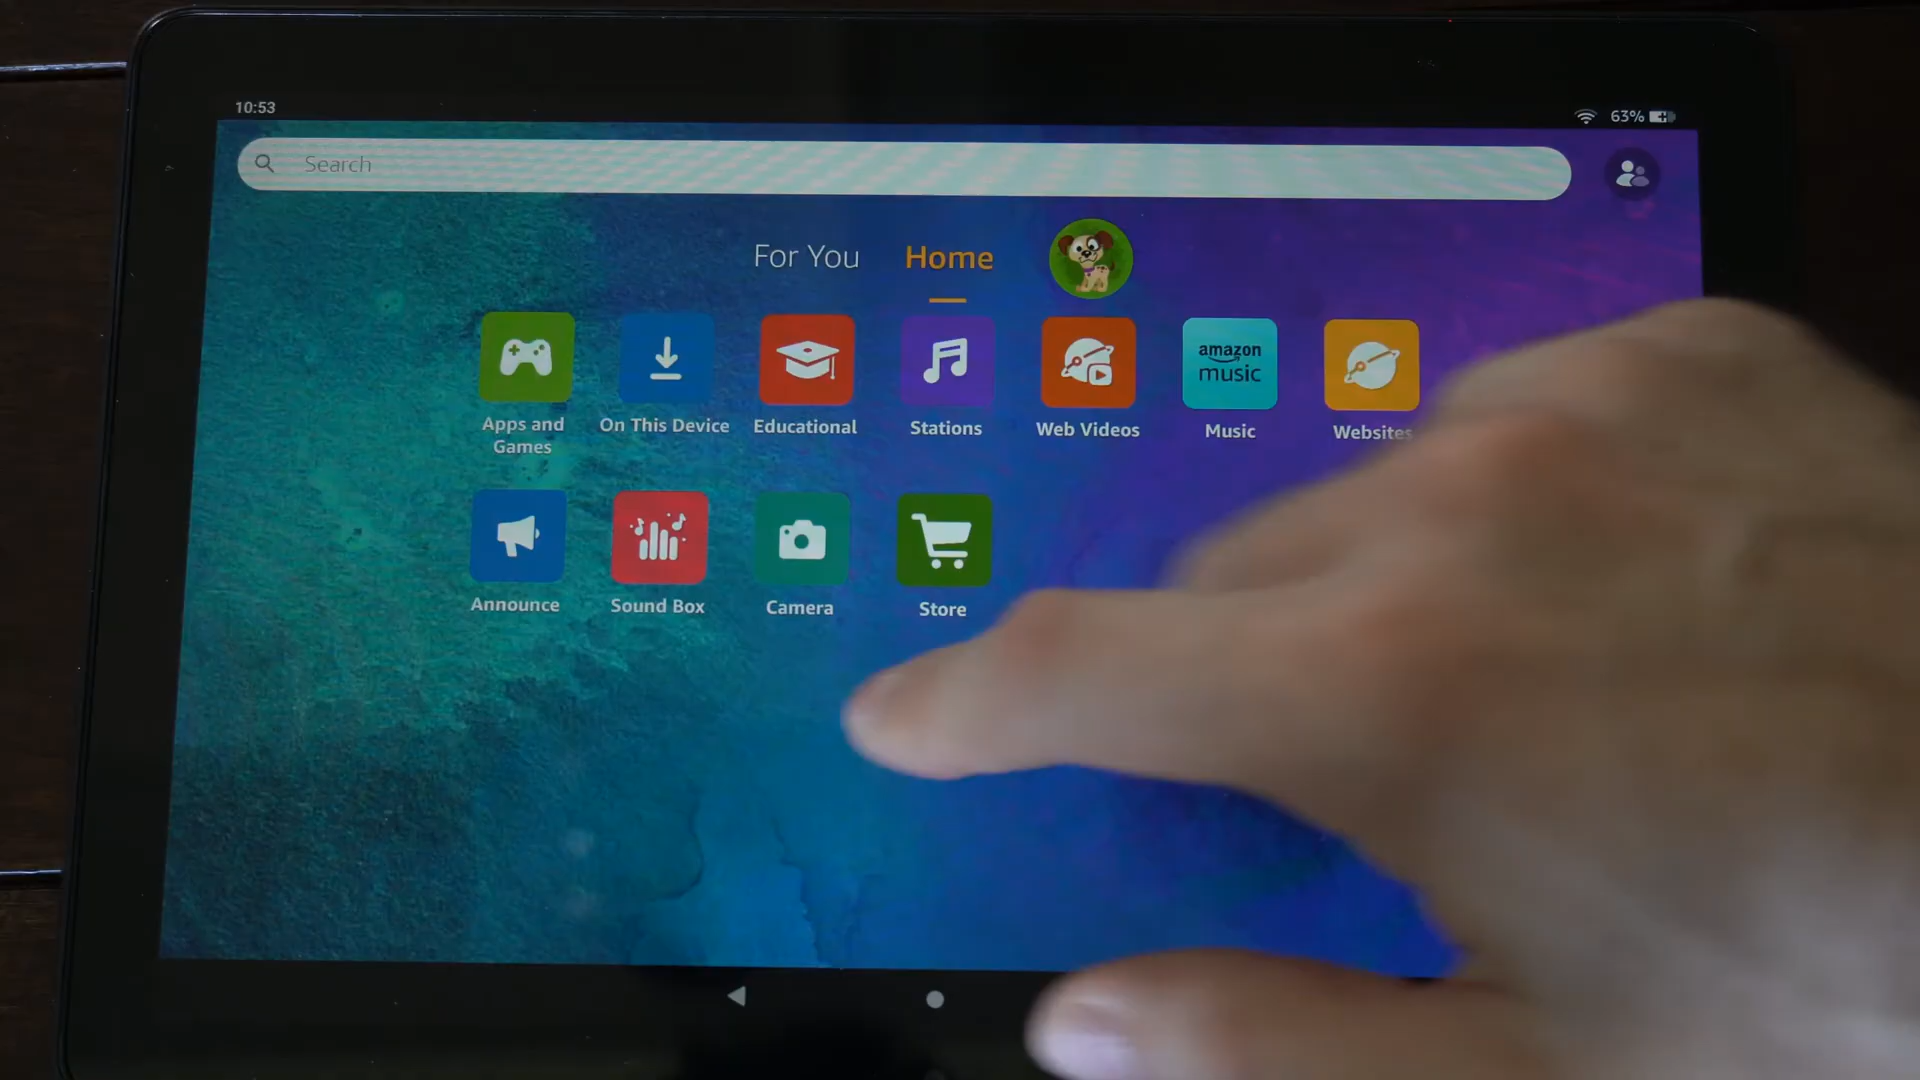 10:53
63%
Search
For You
Home
amazon
music
Apps and
Games
On This Device
Educational
Stations
Web Videos
Music
Websites
Announce
Sound Box
Camera
Store